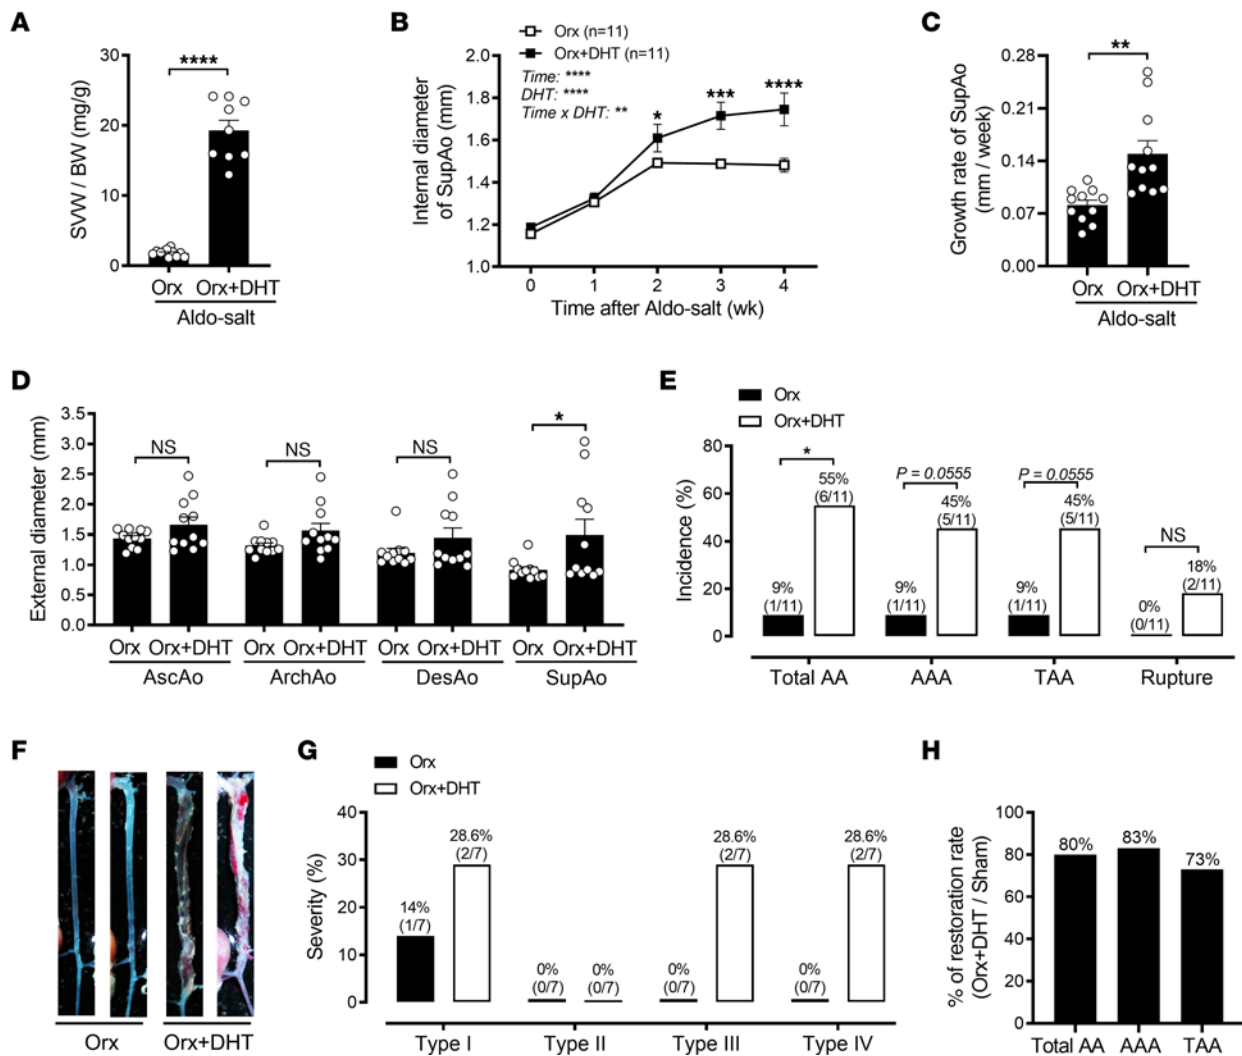 A
SVW / BW (mg/g)
30
20
10
0
****
Orx Orx+DHT
Aldo-salt
B
Orx (n=11)
Orx+DHT (n=11)
Time: ****
DHT: ****
Time x DHT: **
Internal diameter
of SupAo (mm)
2.0
1.8
1.6
1.4
1.2
1.0
* *** ****
0 1 2 3 4
Time after Aldo-salt (wk)
C
Growth rate of SupAo
(mm / week)
0.28
0.21
0.14
0.07
0.00
**
Orx Orx+DHT
Aldo-salt
D
External diameter (mm)
3.5
3.0
2.5
2.0
1.5
1.0
0.5
0.0
NS NS NS *
Orx Orx+DHT Orx Orx+DHT Orx Orx+DHT Orx Orx+DHT
AscAo ArchAo DesAo SupAo
E
Orx
Orx+DHT
Incidence (%)
80
60
40
20
0
* P = 0.0555 P = 0.0555 NS
9%
(1/11)
55%
(6/11)
9%
(1/11)
45%
(5/11)
9%
(1/11)
45%
(5/11)
0%
(0/11)
18%
(2/11)
Total AA AAA TAA Rupture
F
Orx Orx+DHT
G
Orx
Orx+DHT
Severity (%)
40
30
20
10
0
14%
(1/7)
28.6%
(2/7)
0%
(0/7)
0%
(0/7)
0%
(0/7)
28.6%
(2/7)
0%
(0/7)
28.6%
(2/7)
Type I Type II Type III Type IV
H
% of restoration rate
(Orx+DHT / Sham)
100
80
60
40
20
0
80% 83% 73%
Total AA AAA TAA